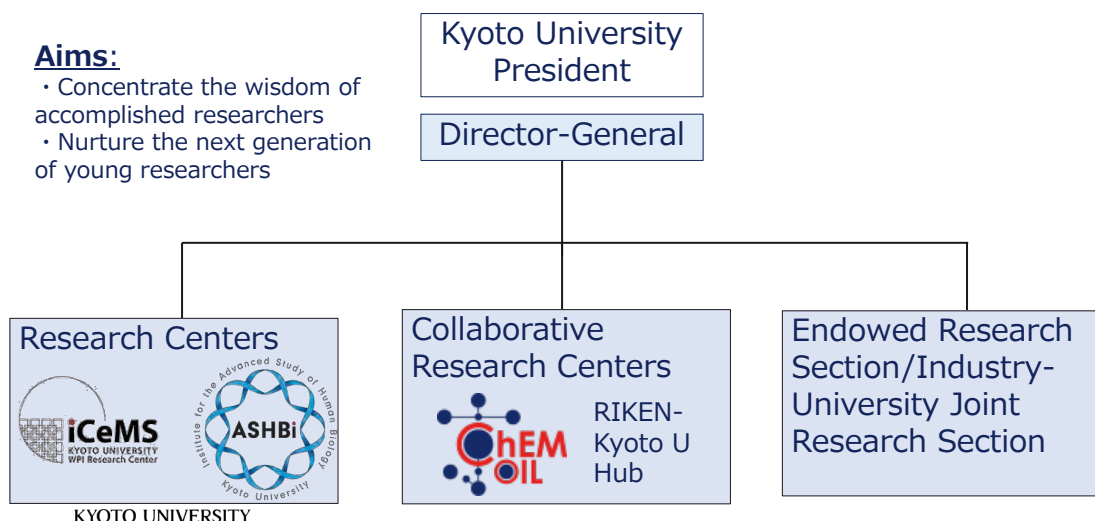 Aims:
・Concentrate the wisdom of
accomplished researchers
・Nurture the next generation
of young researchers
Kyoto University
President
Director-General
Research Centers
iCeMS
KYOTO UNIVERSITY
WPI Research Center
Institute for the Advanced Study of Human Biology
ASHBi
Kyoto University
KYOTO UNIVERSITY
Collaborative
Research Centers
ChEM
OIL
RIKEN-
Kyoto U
Hub
Endowed Research
Section/Industry-
University Joint
Research Section